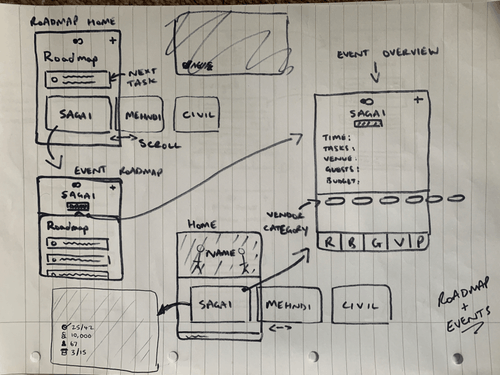 ROADMAP HOME
+
Roadmap
NEXT
TASK
SAGAI
MEHNDI
CIVIL
SCROLL
EVENT ROADMAP
+
SAGAI
Roadmap
EVENT OVERVIEW
+
SAGAI
TIME:
TASKS:
VENUE:
GUESTS:
BUDGET:
VENDOR
CATEGORY
R B G V P
HOME
NAME
SAGAI
MEHNDI
CIVIL
25/42
10,000
67
3/15
ROADMAP
+
EVENTS